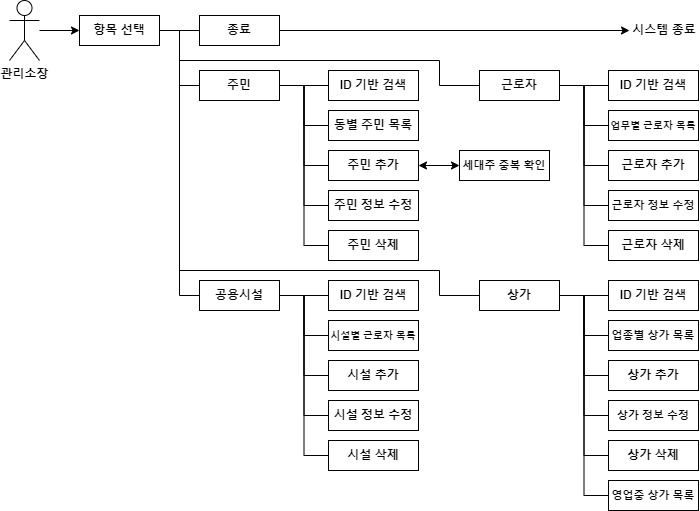 관리소장
항목 선택
종료
시스템 종료
주민
ID 기반 검색
동별 주민 목록
주민 추가
세대주 중복 확인
주민 정보 수정
주민 삭제
근로자
ID 기반 검색
업무별 근로자 목록
근로자 추가
근로자 정보 수정
근로자 삭제
공용시설
ID 기반 검색
시설별 근로자 목록
시설 추가
시설 정보 수정
시설 삭제
상가
ID 기반 검색
업종별 상가 목록
상가 추가
상가 정보 수정
상가 삭제
영업중 상가 목록